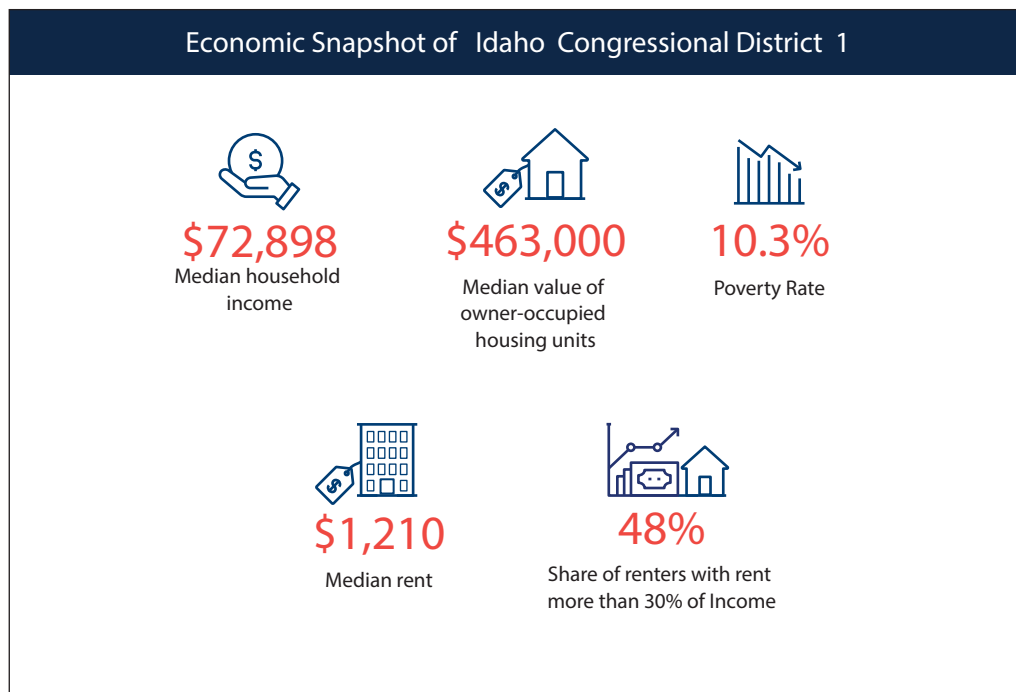 Economic Snapshot of Idaho Congressional District 1
$
$72,898
Median household
income
$
$463,000
Median value of
owner-occupied
housing units
10.3%
Poverty Rate
$
$1,210
Median rent
48%
Share of renters with rent
more than 30% of Income